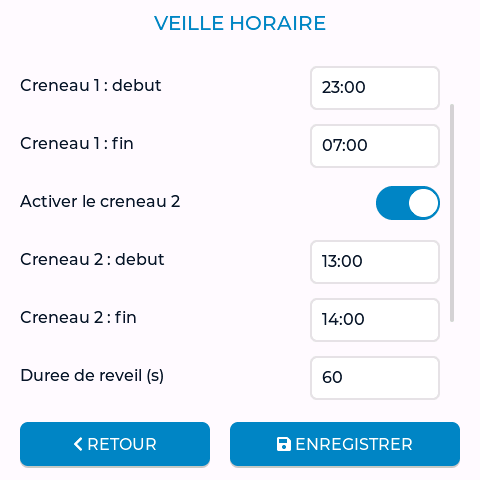 VEILLE HORAIRE
Creneau 1 : debut 23:00
Creneau 1 : fin 07:00
Activer le creneau 2
Creneau 2 : debut 13:00
Creneau 2 : fin 14:00
Duree de reveil (s) 60
RETOUR ENREGISTRER